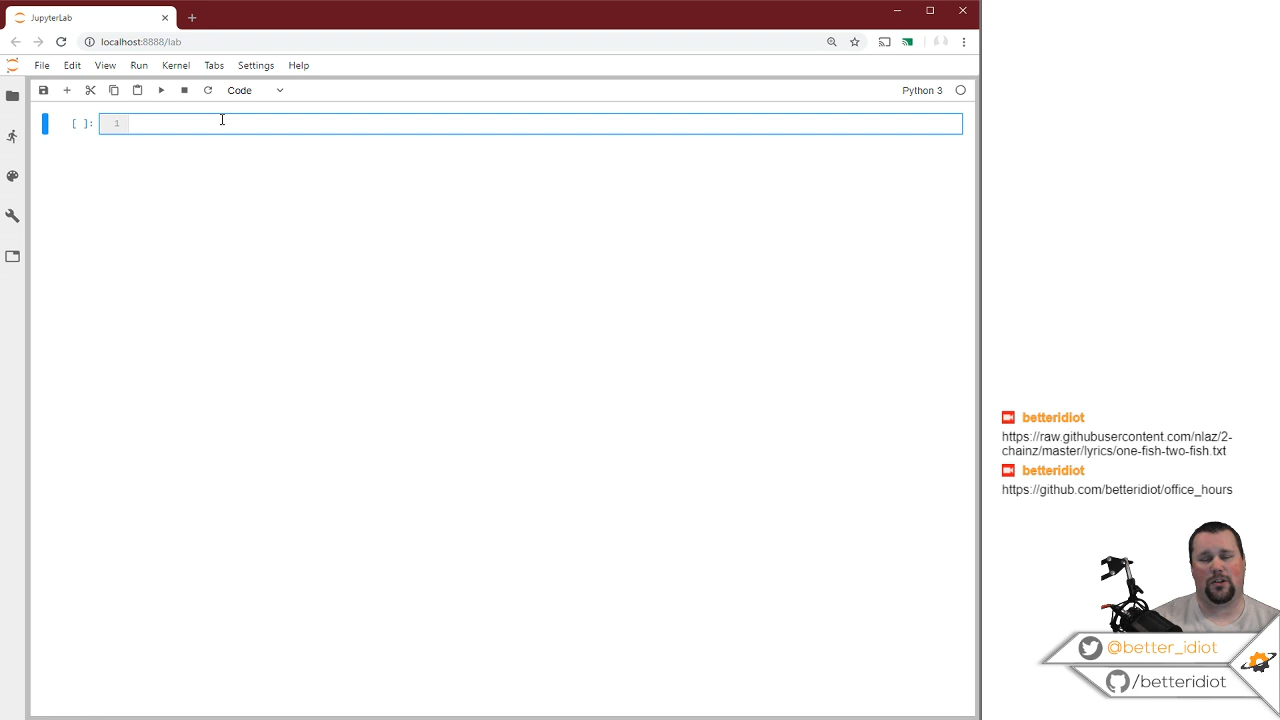 JupyterLab
localhost:8888/lab
File Edit View Run Kernel Tabs Settings Help
Code Python 3
[ ]: 1
betteridiot
https://raw.githubusercontent.com/nlaz/2-
chainz/master/lyrics/one-fish-two-fish.txt
betteridiot
https://github.com/betteridiot/office_hours
@better_idiot
/betteridiot